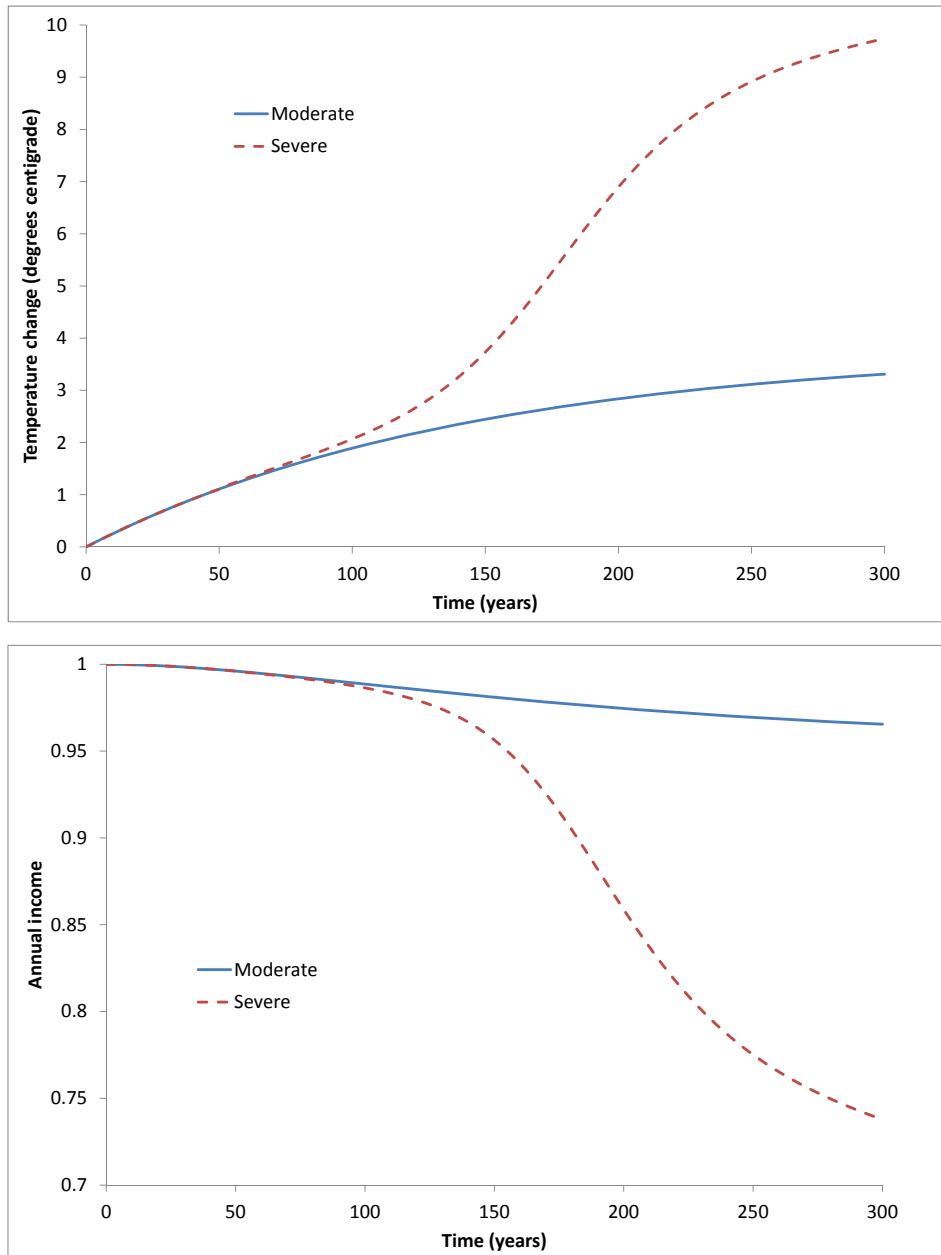 10
9
8
7
6
5
4
3
2
1
0
Temperature change (degrees centigrade)
Moderate
Severe
0 50 100 150 200 250 300
Time (years)
1
0.95
0.9
0.85
0.8
0.75
0.7
Annual income
Moderate
Severe
0 50 100 150 200 250 300
Time (years)